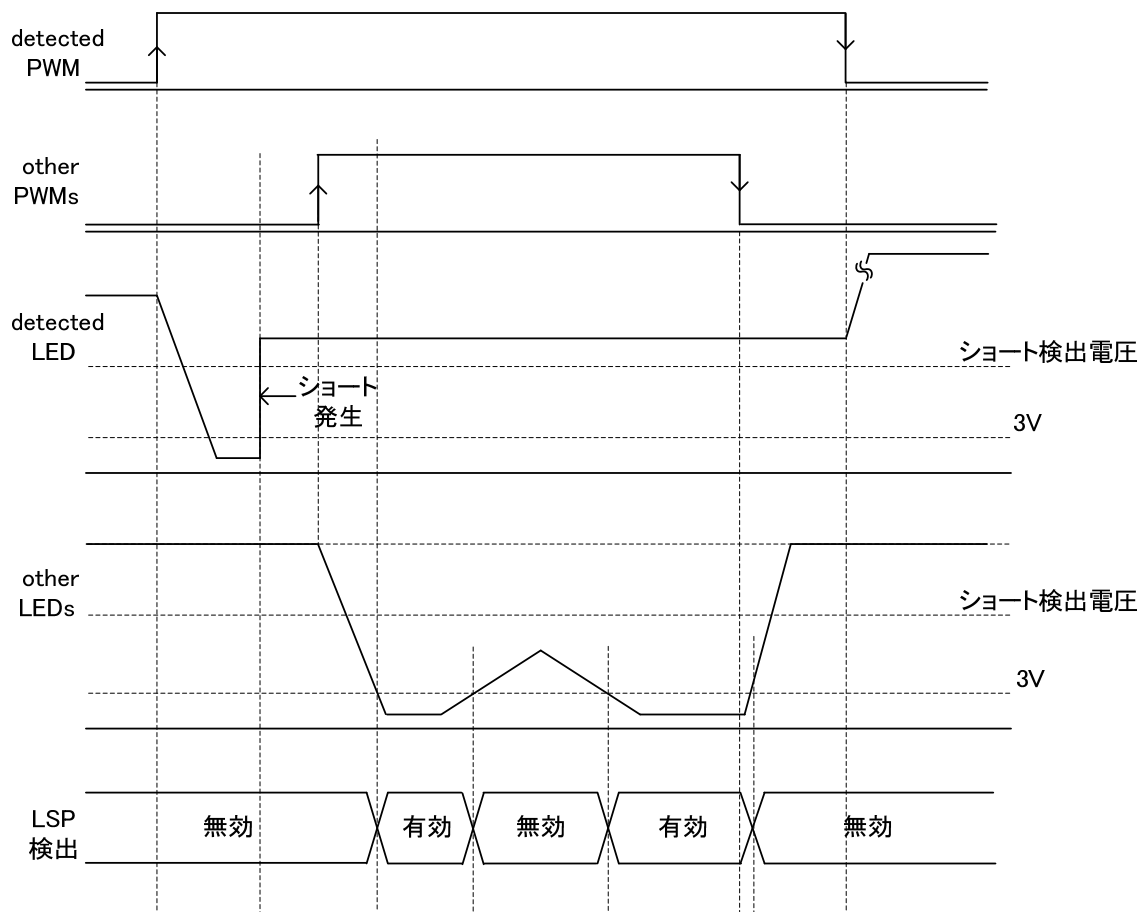 detected
PWM
other
PWMs
detected
LED
ショート検出電圧
ショート
発生
3V
other
LEDs
ショート検出電圧
3V
LSP
検出
無効
有効
無効
有効
無効